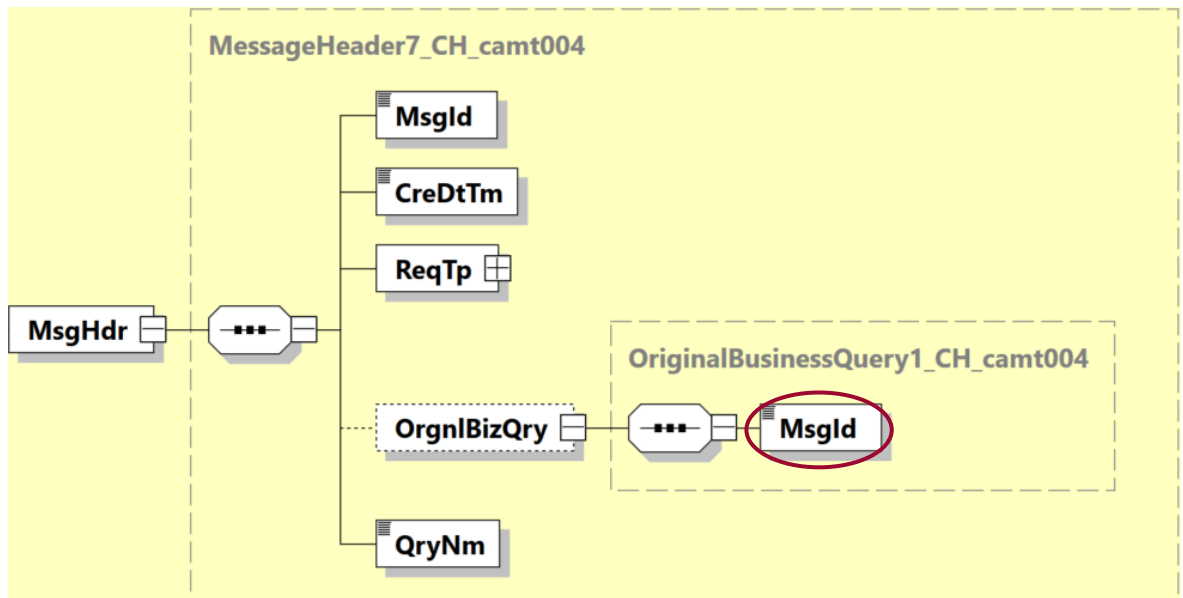 MessageHeader7_CH_camt004
MsgId
CreDtTm
ReqTp
MsgHdr
OriginalBusinessQuery1_CH_camt004
OrgnlBizQry
MsgId
QryNm